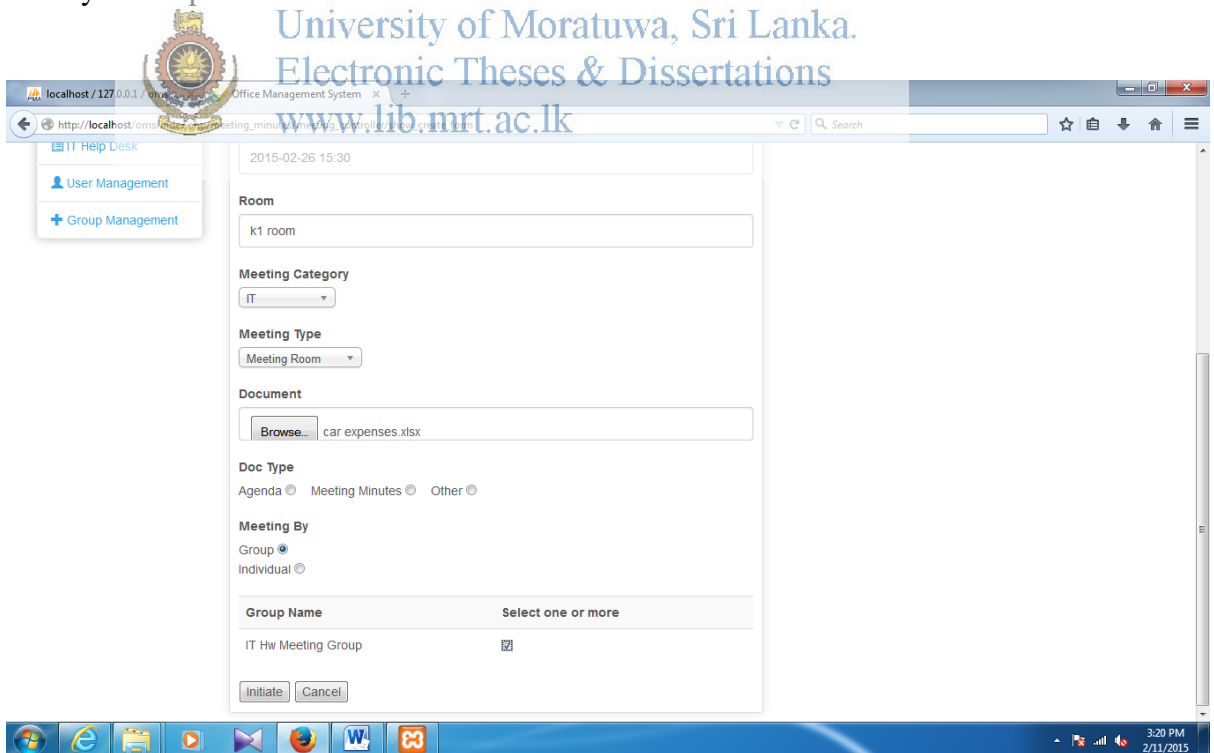 University of Moratuwa, Sri Lanka.
Electronic Theses & Dissertations
www.lib.mrt.ac.lk
localhost / 127.0.0.1 /
Office Management System × +
http://localhost/oms/
Search
IT Help Desk
2015-02-26 15:30
User Management
Group Management
Room
k1 room
Meeting Category
IT
Meeting Type
Meeting Room
Document
Browse... car expenses.xlsx
Doc Type
Agenda Meeting Minutes Other
Meeting By
Group
Individual
Group Name Select one or more
IT Hw Meeting Group
Initiate Cancel
3:20 PM
2/11/2015